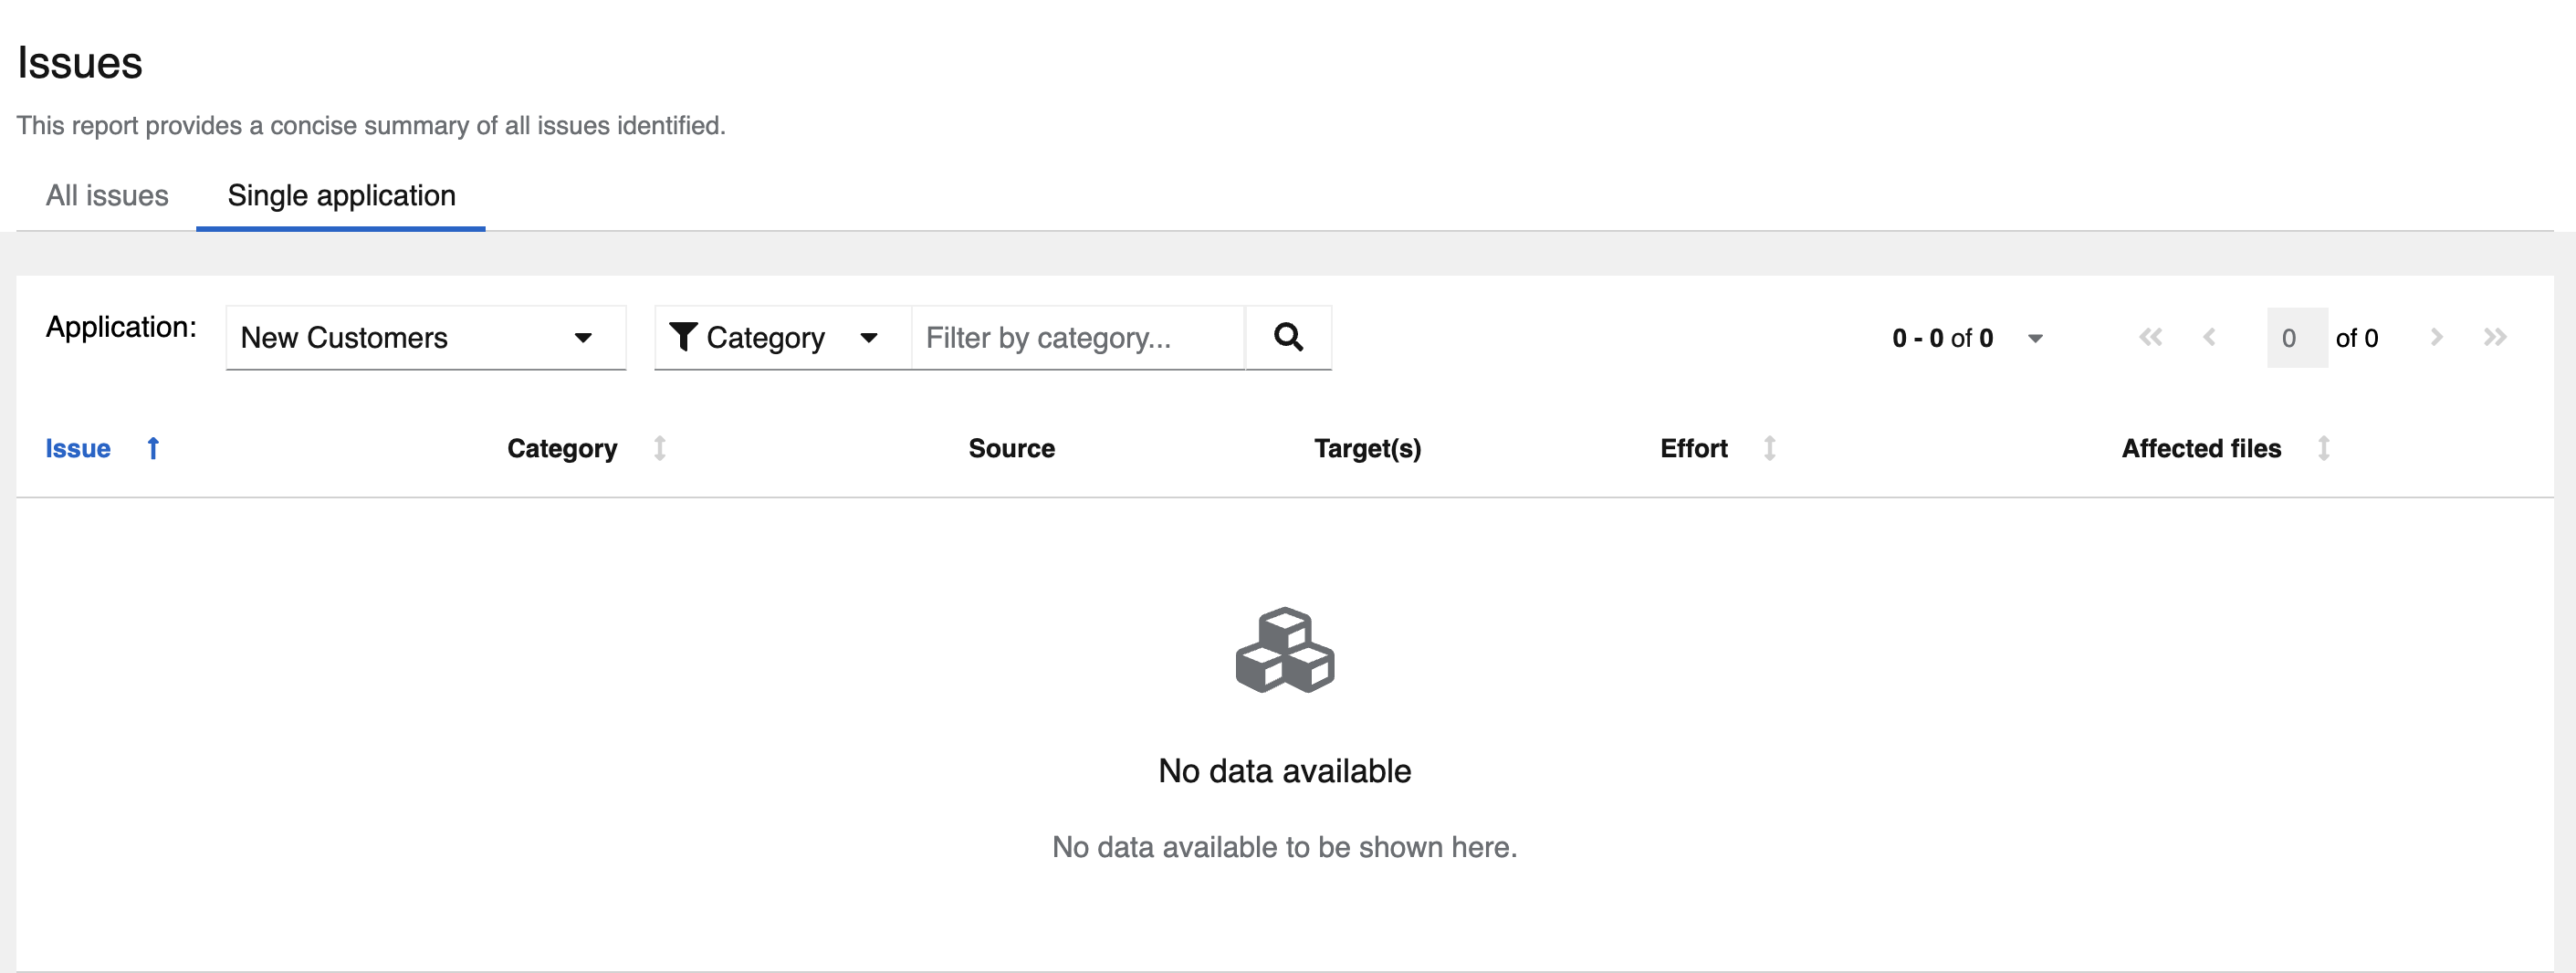 Issues
This report provides a concise summary of all issues identified.
All issues Single application
Application: New Customers Category Filter by category... 0 - 0 of 0 0 of 0
Issue Category Source Target(s) Effort Affected files
No data available
No data available to be shown here.